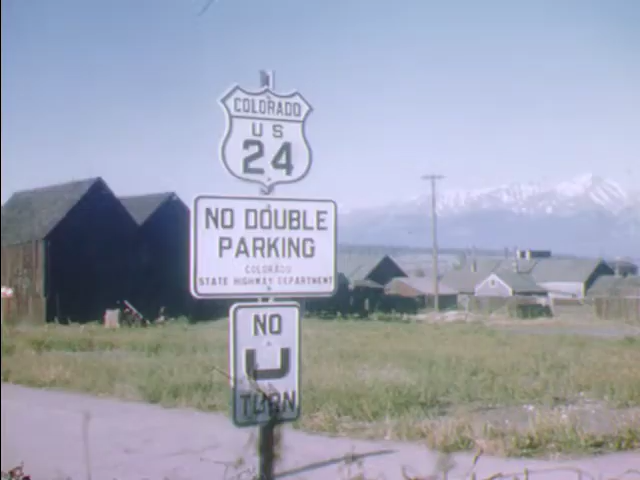 COLORADO
U S
24
NO DOUBLE
PARKING
COLORADO
STATE HIGHWAY DEPARTMENT
NO
U
TURN